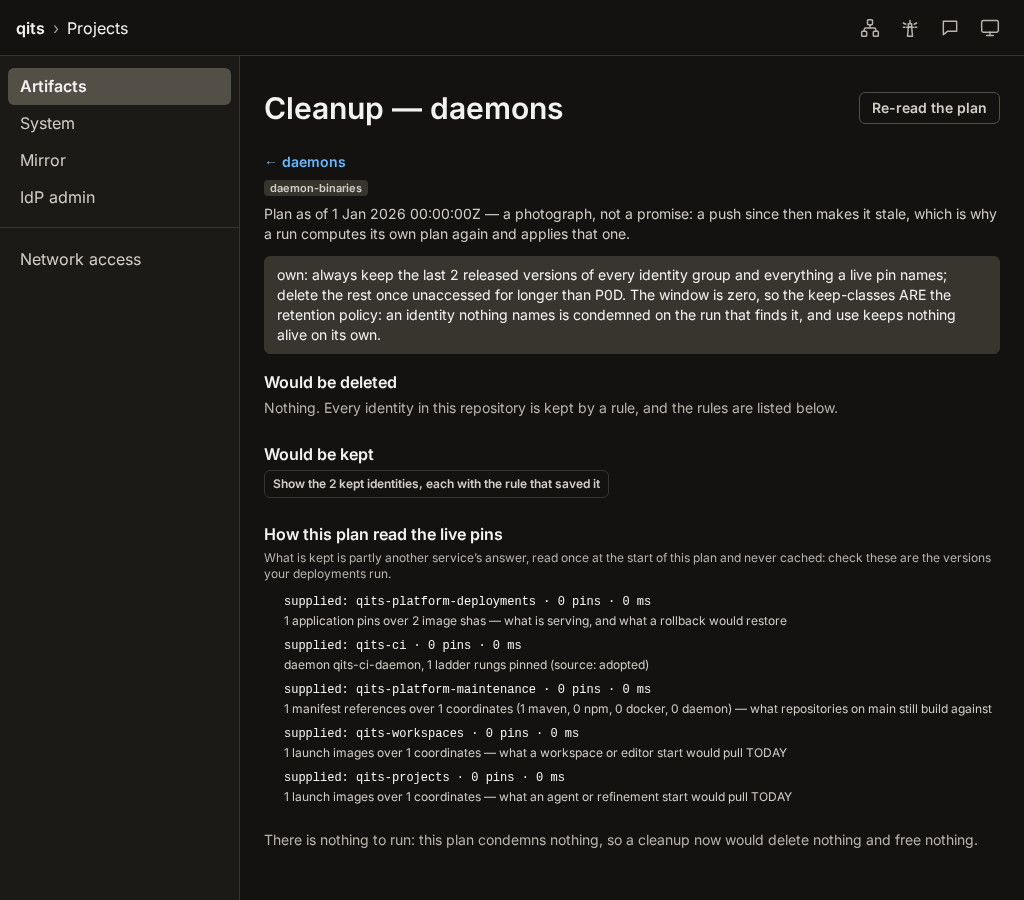 qits › Projects
Artifacts
System
Mirror
IdP admin
Network access
Cleanup — daemons
Re-read the plan
← daemons
daemon-binaries
Plan as of 1 Jan 2026 00:00:00Z — a photograph, not a promise: a push since then makes it stale, which is why
a run computes its own plan again and applies that one.
own: always keep the last 2 released versions of every identity group and everything a live pin names;
delete the rest once unaccessed for longer than P0D. The window is zero, so the keep-classes ARE the
retention policy: an identity nothing names is condemned on the run that finds it, and use keeps nothing
alive on its own.
Would be deleted
Nothing. Every identity in this repository is kept by a rule, and the rules are listed below.
Would be kept
Show the 2 kept identities, each with the rule that saved it
How this plan read the live pins
What is kept is partly another service’s answer, read once at the start of this plan and never cached: check these are the versions
your deployments run.
supplied: qits-platform-deployments · 0 pins · 0 ms
1 application pins over 2 image shas — what is serving, and what a rollback would restore
supplied: qits-ci · 0 pins · 0 ms
daemon qits-ci-daemon, 1 ladder rungs pinned (source: adopted)
supplied: qits-platform-maintenance · 0 pins · 0 ms
1 manifest references over 1 coordinates (1 maven, 0 npm, 0 docker, 0 daemon) — what repositories on main still build against
supplied: qits-workspaces · 0 pins · 0 ms
1 launch images over 1 coordinates — what a workspace or editor start would pull TODAY
supplied: qits-projects · 0 pins · 0 ms
1 launch images over 1 coordinates — what an agent or refinement start would pull TODAY
There is nothing to run: this plan condemns nothing, so a cleanup now would delete nothing and free nothing.